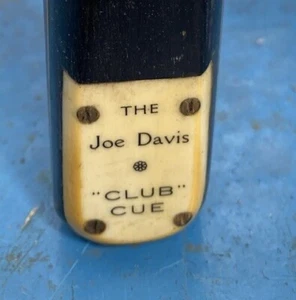 THE
Joe Davis
"CLUB"
CUE